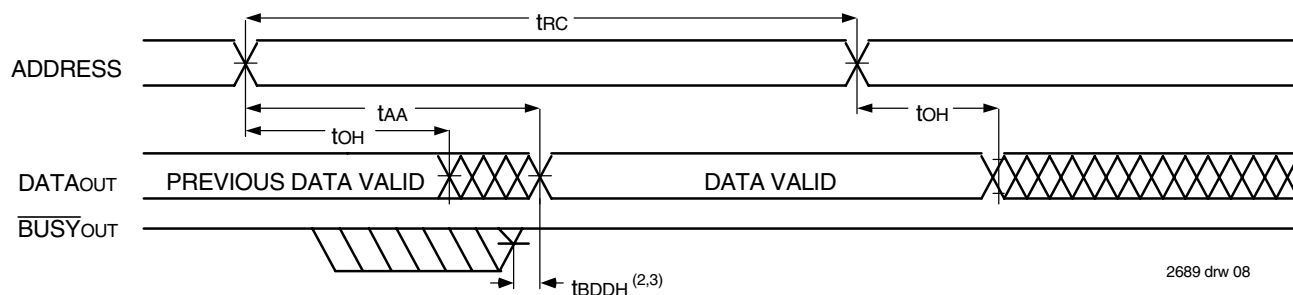 tRC
ADDRESS
tAA
tOH
tOH
DATAOUT
PREVIOUS DATA VALID
DATA VALID
BUSYOUT
2689 drw 08
tBDDH (2,3)